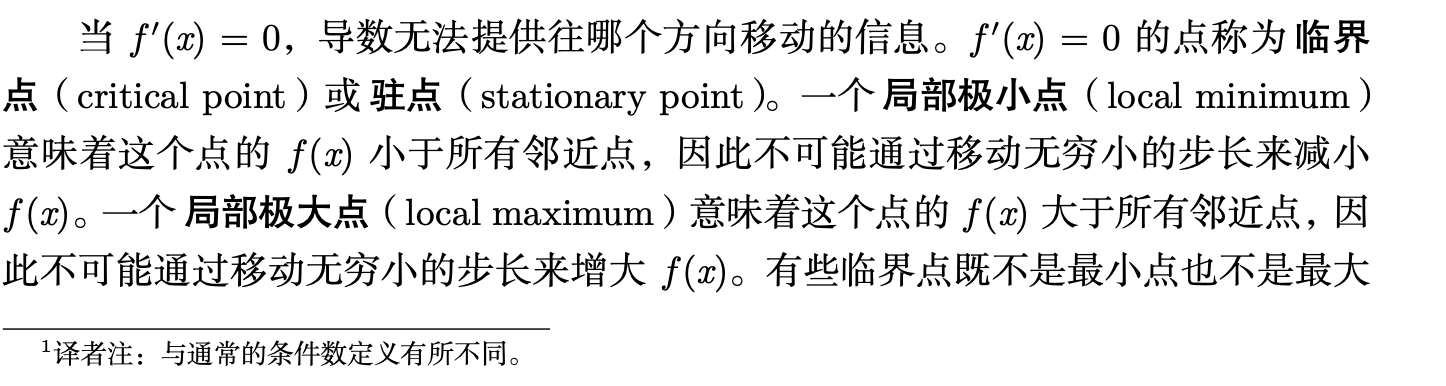 当 f′(x) = 0，导数无法提供往哪个方向移动的信息。f′(x) = 0 的点称为 临界
点（critical point）或 驻点（stationary point）。一个 局部极小点（local minimum）
意味着这个点的 f(x) 小于所有邻近点，因此不可能通过移动无穷小的步长来减小
f(x)。一个 局部极大点（local maximum）意味着这个点的 f(x) 大于所有邻近点，因
此不可能通过移动无穷小的步长来增大 f(x)。有些临界点既不是最小点也不是最大
¹译者注：与通常的条件数定义有所不同。